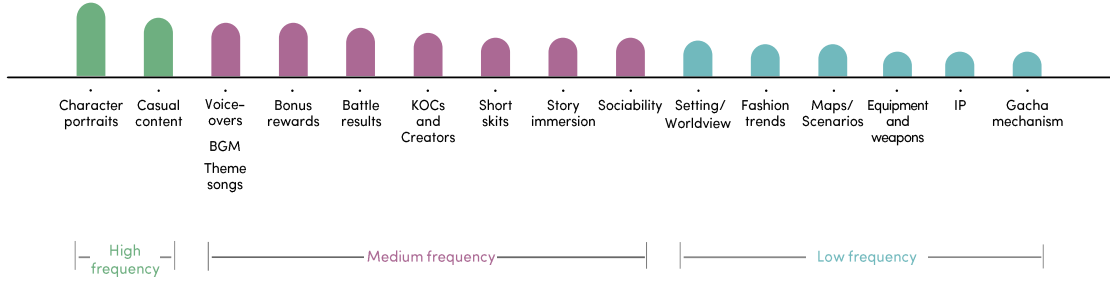 Character
portraits
Casual
content
Voice-
overs
BGM
Theme
songs
Bonus
rewards
Battle
results
KOCs
and
Creators
Short
skits
Story
immersion
Sociability
Setting/
Worldview
Fashion
trends
Maps/
Scenarios
Equipment
and
weapons
IP
Gacha
mechanism
High
frequency
Medium frequency
Low frequency